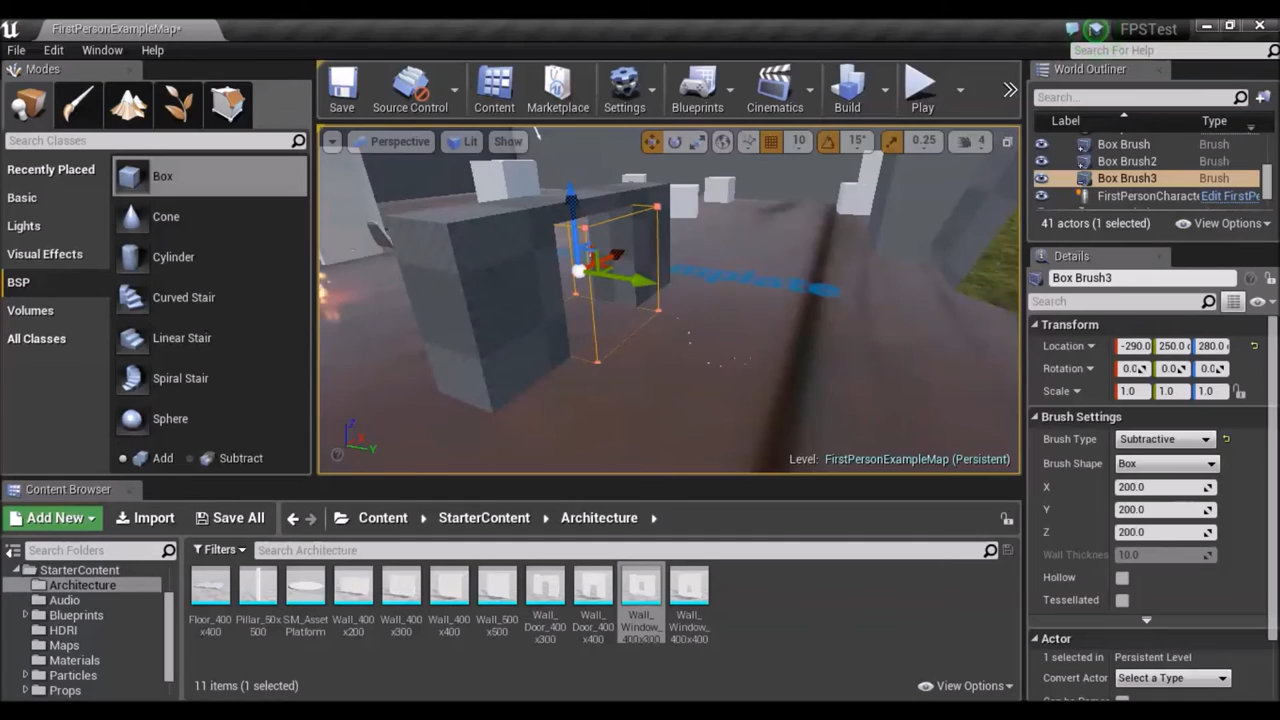 FirstPersonExampleMap*
FPSTest
File Edit Window Help
Search For Help
Modes
Search Classes
Recently Placed
Basic
Lights
Visual Effects
BSP
Volumes
All Classes
Box
Cone
Cylinder
Curved Stair
Linear Stair
Spiral Stair
Sphere
Add Subtract
Save Source Control Content Marketplace Settings Blueprints Cinematics Build Play
Perspective Lit Show 10 15° 0.25 4
Z
X
Y
Level: FirstPersonExampleMap (Persistent)
World Outliner
Search...
Label Type
Box Brush Brush
Box Brush2 Brush
Box Brush3 Brush
FirstPersonCharacte Edit FirstPe
41 actors (1 selected) View Options
Details
Box Brush3
Search
Transform
Location -290.0 250.0 280.0
Rotation 0.0 0.0 0.0
Scale 1.0 1.0 1.0
Brush Settings
Brush Type Subtractive
Brush Shape Box
X 200.0
Y 200.0
Z 200.0
Wall Thicknes 10.0
Hollow
Tessellated
Actor
1 selected in Persistent Level
Convert Actor Select a Type
Content Browser
Add New Import Save All Content StarterContent Architecture
Search Folders
Filters Search Architecture
StarterContent
Architecture
Audio
Blueprints
HDRI
Maps
Materials
Particles
Props
Floor_400
x400
Pillar_50x
500
SM_Asset
Platform
Wall_400
x200
Wall_400
x300
Wall_400
x400
Wall_500
x500
Wall_
Door_400
x300
Wall_
Door_400
x400
Wall_
Window_
400x300
Wall_
Window_
400x400
11 items (1 selected) View Options